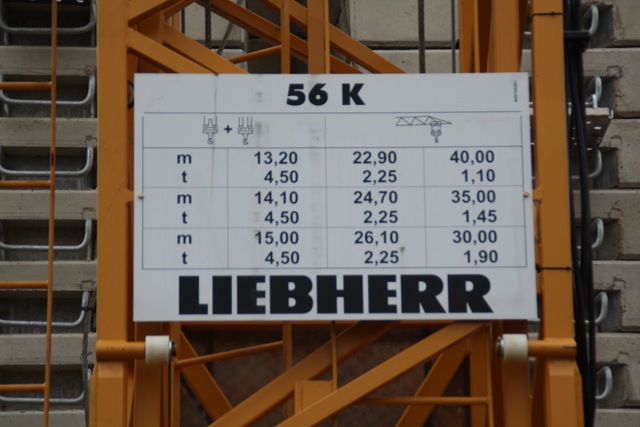 56 K
+
m 13,20 22,90 40,00
t 4,50 2,25 1,10
m 14,10 24,70 35,00
t 4,50 2,25 1,45
m 15,00 26,10 30,00
t 4,50 2,25 1,90
LIEBHERR